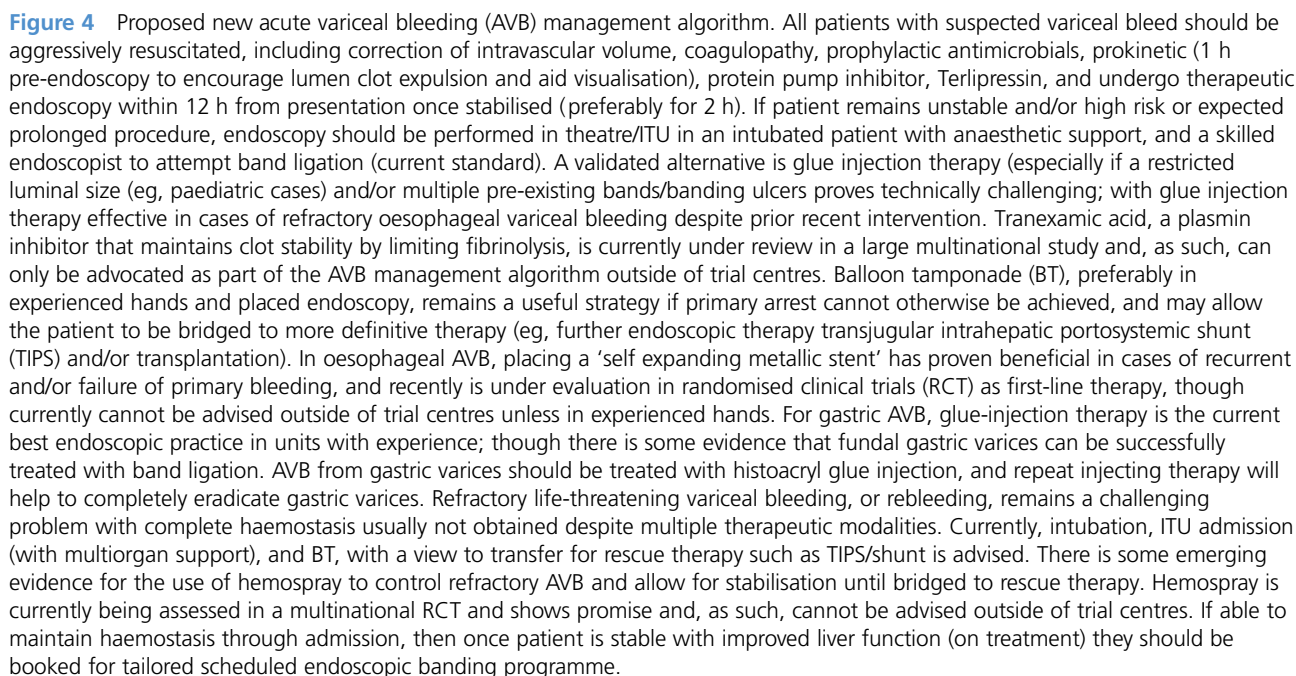 Figure 4 Proposed new acute variceal bleeding (AVB) management algorithm. All patients with suspected variceal bleed should be
aggressively resuscitated, including correction of intravascular volume, coagulopathy, prophylactic antimicrobials, prokinetic (1 h
pre-endoscopy to encourage lumen clot expulsion and aid visualisation), protein pump inhibitor, Terlipressin, and undergo therapeutic
endoscopy within 12 h from presentation once stabilised (preferably for 2 h). If patient remains unstable and/or high risk or expected
prolonged procedure, endoscopy should be performed in theatre/ITU in an intubated patient with anaesthetic support, and a skilled
endoscopist to attempt band ligation (current standard). A validated alternative is glue injection therapy (especially if a restricted
luminal size (eg, paediatric cases) and/or multiple pre-existing bands/banding ulcers proves technically challenging; with glue injection
therapy effective in cases of refractory oesophageal variceal bleeding despite prior recent intervention. Tranexamic acid, a plasmin
inhibitor that maintains clot stability by limiting fibrinolysis, is currently under review in a large multinational study and, as such, can
only be advocated as part of the AVB management algorithm outside of trial centres. Balloon tamponade (BT), preferably in
experienced hands and placed endoscopy, remains a useful strategy if primary arrest cannot otherwise be achieved, and may allow
the patient to be bridged to more definitive therapy (eg, further endoscopic therapy transjugular intrahepatic portosystemic shunt
(TIPS) and/or transplantation). In oesophageal AVB, placing a 'self expanding metallic stent' has proven beneficial in cases of recurrent
and/or failure of primary bleeding, and recently is under evaluation in randomised clinical trials (RCT) as first-line therapy, though
currently cannot be advised outside of trial centres unless in experienced hands. For gastric AVB, glue-injection therapy is the current
best endoscopic practice in units with experience; though there is some evidence that fundal gastric varices can be successfully
treated with band ligation. AVB from gastric varices should be treated with histoacryl glue injection, and repeat injecting therapy will
help to completely eradicate gastric varices. Refractory life-threatening variceal bleeding, or rebleeding, remains a challenging
problem with complete haemostasis usually not obtained despite multiple therapeutic modalities. Currently, intubation, ITU admission
(with multiorgan support), and BT, with a view to transfer for rescue therapy such as TIPS/shunt is advised. There is some emerging
evidence for the use of hemospray to control refractory AVB and allow for stabilisation until bridged to rescue therapy. Hemospray is
currently being assessed in a multinational RCT and shows promise and, as such, cannot be advised outside of trial centres. If able to
maintain haemostasis through admission, then once patient is stable with improved liver function (on treatment) they should be
booked for tailored scheduled endoscopic banding programme.